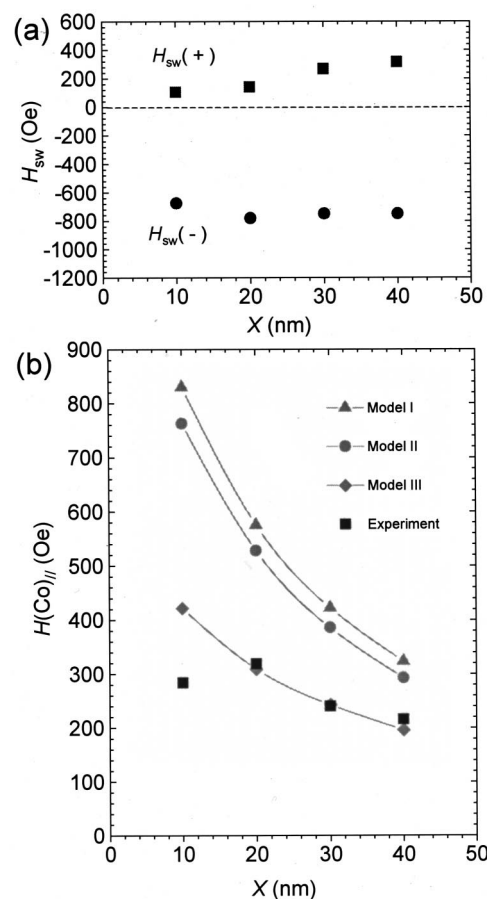 (a)
600
400
200
0
-200
-400
-600
-800
-1000
-1200
H_sw (Oe)
H_sw(+)
H_sw(-)
0 10 20 30 40 50
X (nm)
(b)
900
800
700
600
500
400
300
200
100
0
H(Co)_// (Oe)
Model I
Model II
Model III
Experiment
0 10 20 30 40 50
X (nm)